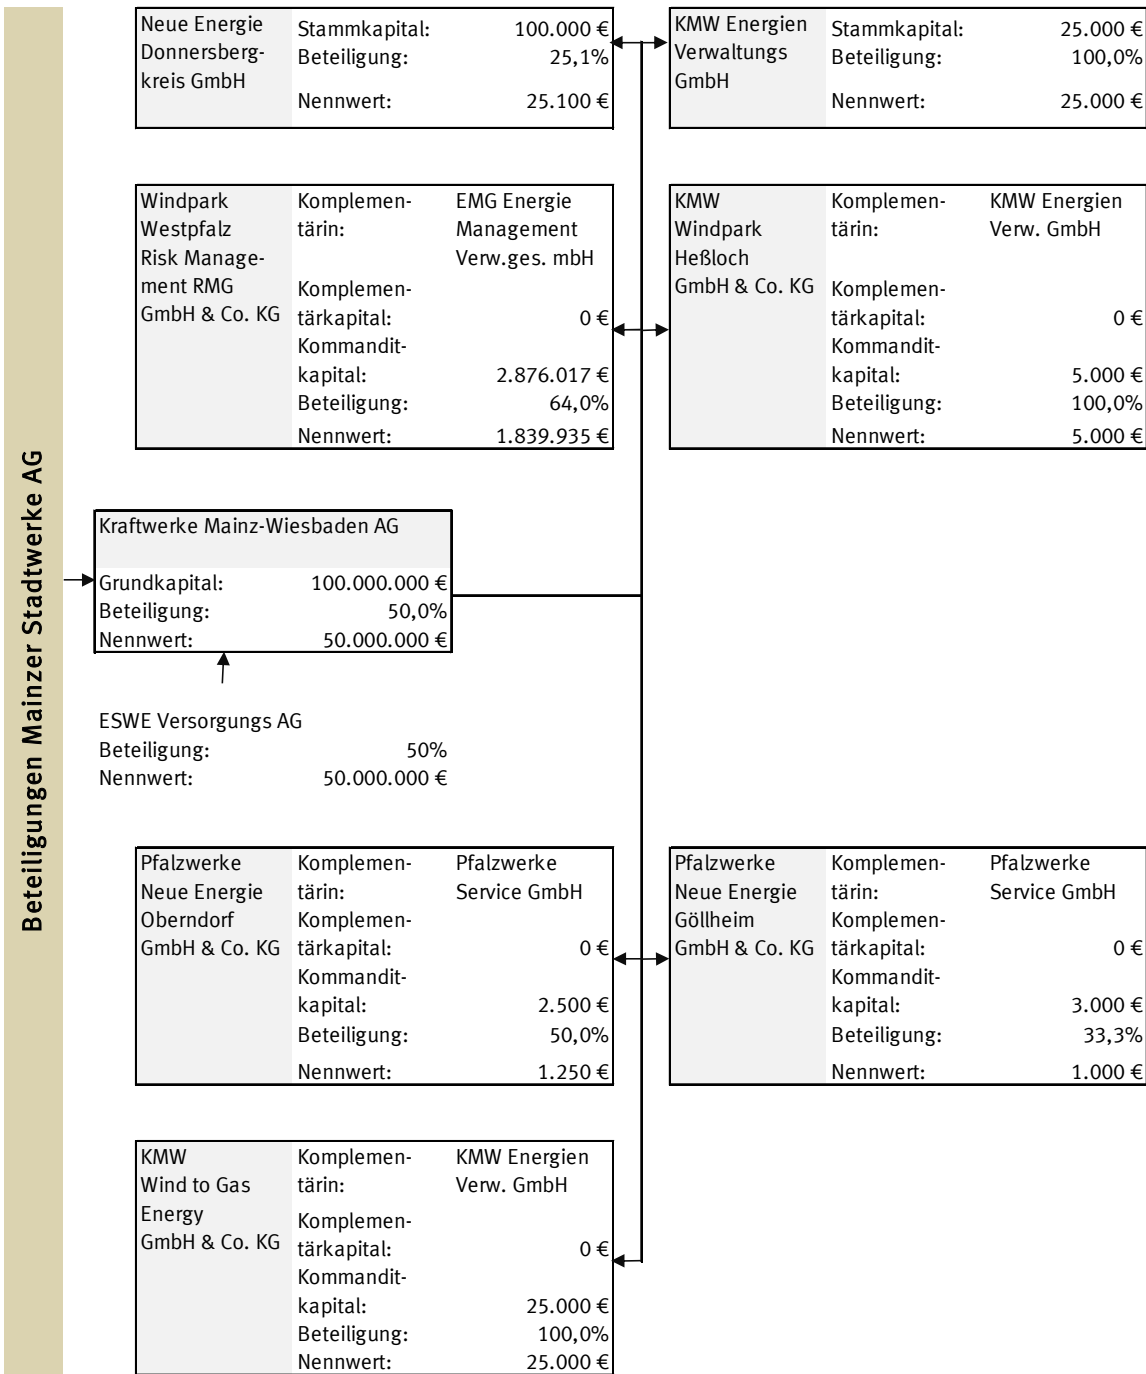 Beteiligungen Mainzer Stadtwerke AG
Neue Energie
Donnersberg-
kreis GmbH
Stammkapital: 100.000 €
Beteiligung: 25,1%
Nennwert: 25.100 €
KMW Energien
Verwaltungs
GmbH
Stammkapital: 25.000 €
Beteiligung: 100,0%
Nennwert: 25.000 €
Windpark
Westpfalz
Risk Manage-
ment RMG
GmbH & Co. KG
Komplemen- EMG Energie
tärin: Management
Verw.ges. mbH
Komplemen-
tärkapital: 0 €
Kommandit-
kapital: 2.876.017 €
Beteiligung: 64,0%
Nennwert: 1.839.935 €
KMW
Windpark
Heßloch
GmbH & Co. KG
Komplemen- KMW Energien
tärin: Verw. GmbH
Komplemen-
tärkapital: 0 €
Kommandit-
kapital: 5.000 €
Beteiligung: 100,0%
Nennwert: 5.000 €
Kraftwerke Mainz-Wiesbaden AG
Grundkapital: 100.000.000 €
Beteiligung: 50,0%
Nennwert: 50.000.000 €
ESWE Versorgungs AG
Beteiligung: 50%
Nennwert: 50.000.000 €
Pfalzwerke
Neue Energie
Oberndorf
GmbH & Co. KG
Komplemen- Pfalzwerke
tärin: Service GmbH
Komplemen-
tärkapital: 0 €
Kommandit-
kapital: 2.500 €
Beteiligung: 50,0%
Nennwert: 1.250 €
Pfalzwerke
Neue Energie
Göllheim
GmbH & Co. KG
Komplemen- Pfalzwerke
tärin: Service GmbH
Komplemen-
tärkapital: 0 €
Kommandit-
kapital: 3.000 €
Beteiligung: 33,3%
Nennwert: 1.000 €
KMW
Wind to Gas
Energy
GmbH & Co. KG
Komplemen- KMW Energien
tärin: Verw. GmbH
Komplemen-
tärkapital: 0 €
Kommandit-
kapital: 25.000 €
Beteiligung: 100,0%
Nennwert: 25.000 €